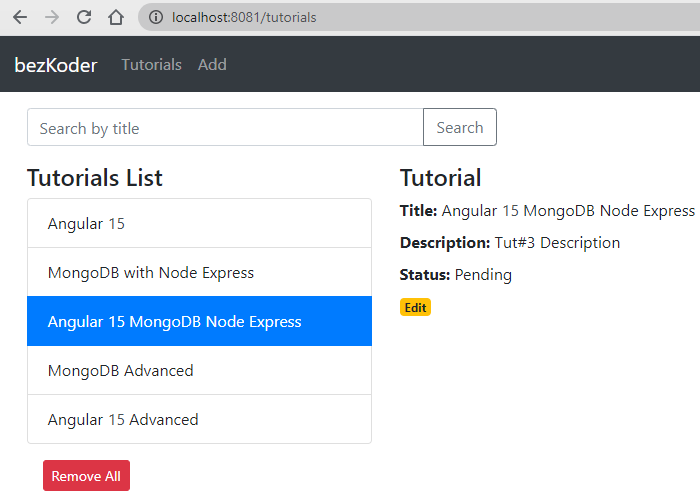 localhost:8081/tutorials
bezKoder Tutorials Add
Search by title Search
Tutorials List
Angular 15
MongoDB with Node Express
Angular 15 MongoDB Node Express
MongoDB Advanced
Angular 15 Advanced
Remove All
Tutorial
Title: Angular 15 MongoDB Node Express
Description: Tut#3 Description
Status: Pending
Edit